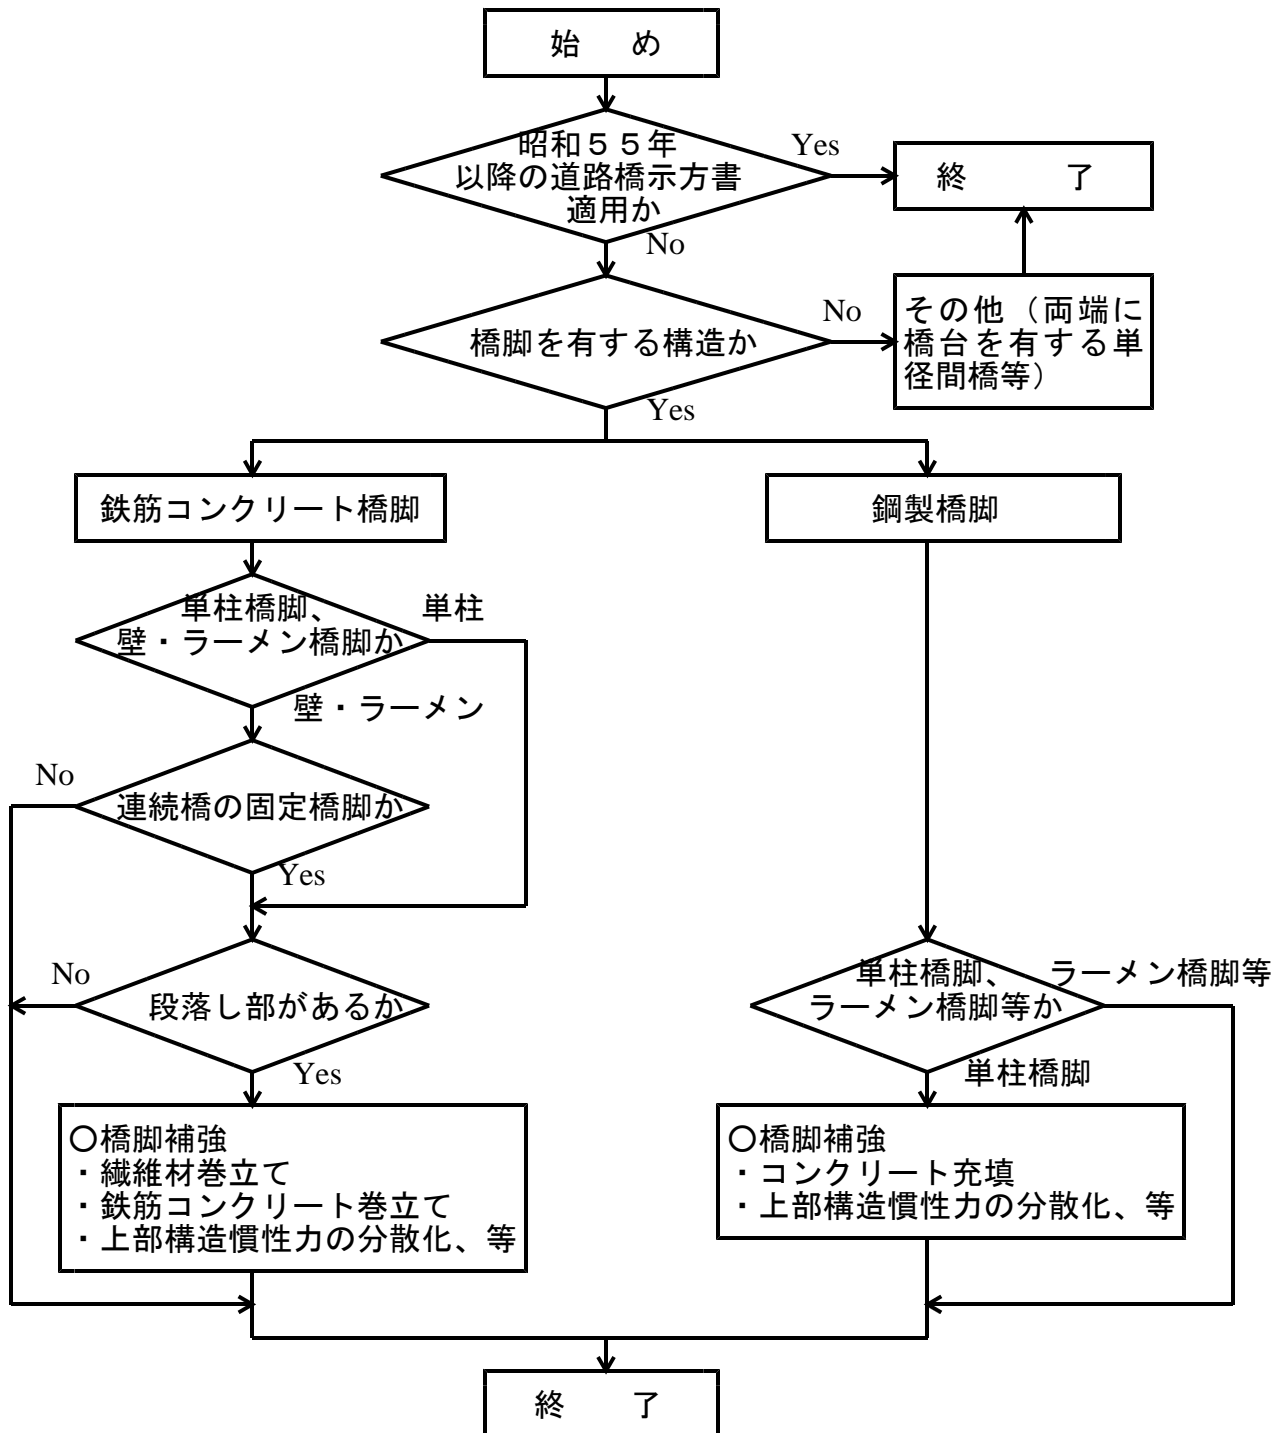 始　め
昭和５５年
以降の道路橋示方書
適用か
Yes
終　了
No
橋脚を有する構造か
No
その他（両端に
橋台を有する単
径間橋等）
Yes
鉄筋コンクリート橋脚
鋼製橋脚
単柱橋脚、
壁・ラーメン橋脚か
単柱
壁・ラーメン
No
連続橋の固定橋脚か
Yes
No
段落し部があるか
Yes
単柱橋脚、
ラーメン橋脚等か
ラーメン橋脚等
単柱橋脚
○橋脚補強
・繊維材巻立て
・鉄筋コンクリート巻立て
・上部構造慣性力の分散化、等
○橋脚補強
・コンクリート充填
・上部構造慣性力の分散化、等
終　了